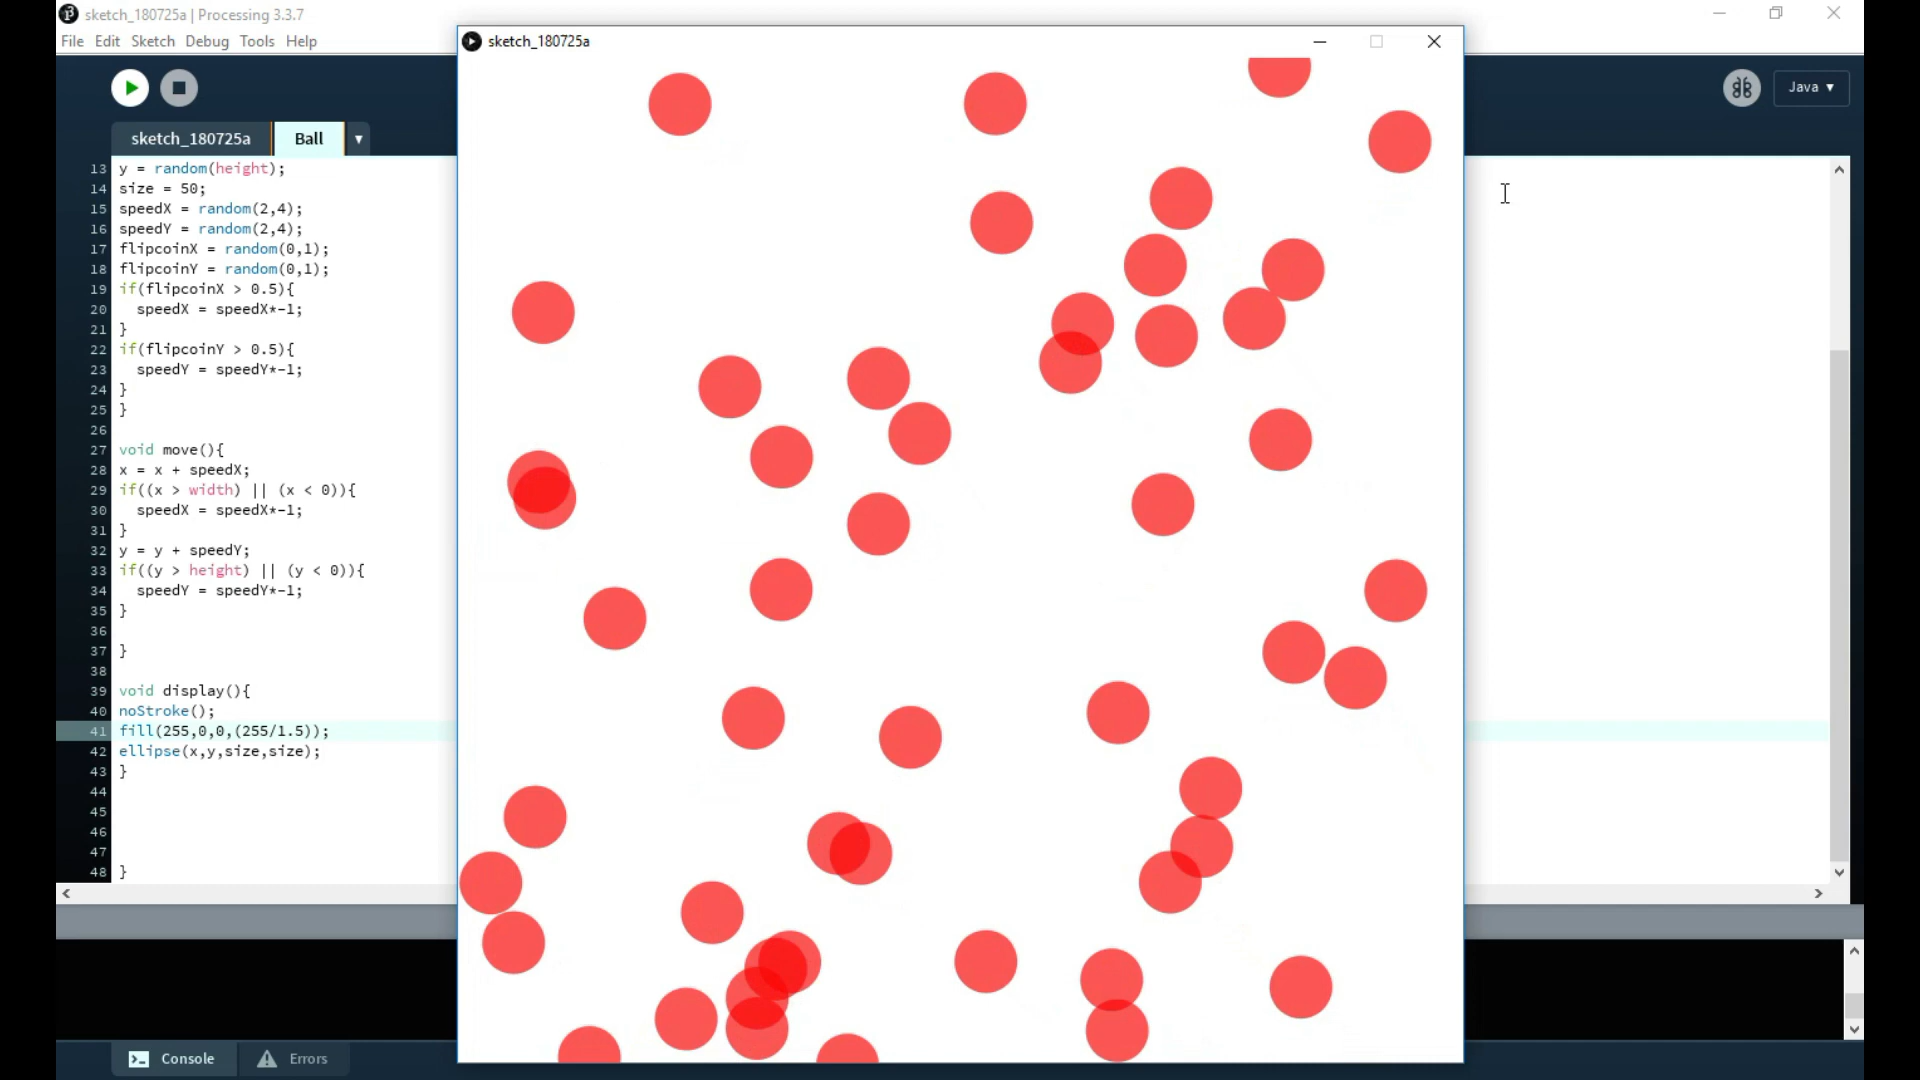 sketch_180725a | Processing 3.3.7
File Edit Sketch Debug Tools Help
sketch_180725a
Java ▾
sketch_180725a Ball ▾
13 y = random(height);
14 size = 50;
15 speedX = random(2,4);
16 speedY = random(2,4);
17 flipcoinX = random(0,1);
18 flipcoinY = random(0,1);
19 if(flipcoinX > 0.5){
20   speedX = speedX*-1;
21 }
22 if(flipcoinY > 0.5){
23   speedY = speedY*-1;
24 }
25 }
26
27 void move(){
28 x = x + speedX;
29 if((x > width) || (x < 0)){
30   speedX = speedX*-1;
31 }
32 y = y + speedY;
33 if((y > height) || (y < 0)){
34   speedY = speedY*-1;
35 }
36
37 }
38
39 void display(){
40 noStroke();
41 fill(255,0,0,(255/1.5));
42 ellipse(x,y,size,size);
43 }
44
45
46
47
48 }
Console Errors